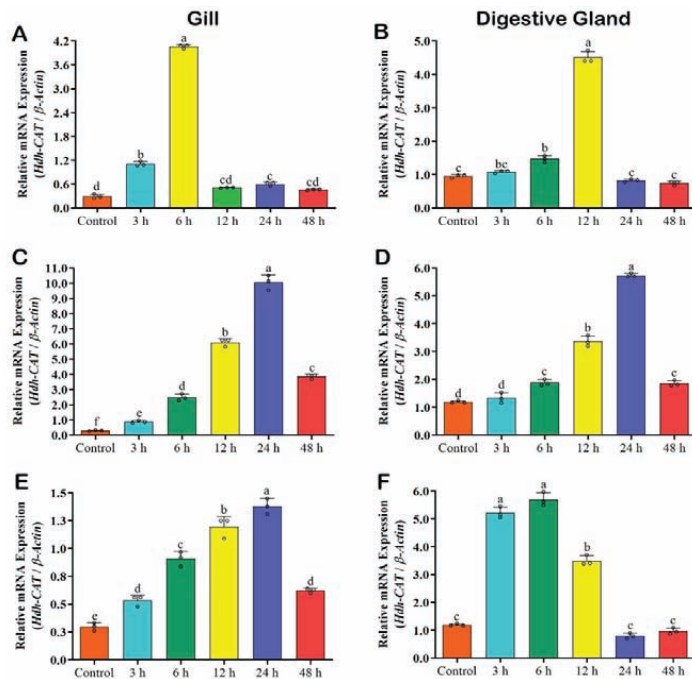 Gill
Digestive Gland
A
Relative mRNA Expression
(Hdh-CAT / β-Actin)
4.2
3.6
3.0
2.4
1.8
1.2
0.6
0.0
d
b
a
cd
c
cd
Control 3 h 6 h 12 h 24 h 48 h
B
Relative mRNA Expression
(Hdh-CAT / β-Actin)
5.0
4.0
3.0
2.0
1.0
0.0
c
bc
b
a
c
c
Control 3 h 6 h 12 h 24 h 48 h
C
Relative mRNA Expression
(Hdh-CAT / β-Actin)
11.0
10.0
9.0
8.0
7.0
6.0
5.0
4.0
3.0
2.0
1.0
0.0
f
e
d
b
a
c
Control 3 h 6 h 12 h 24 h 48 h
D
Relative mRNA Expression
(Hdh-CAT / β-Actin)
6.0
5.0
4.0
3.0
2.0
1.0
0.0
d
d
c
b
a
c
Control 3 h 6 h 12 h 24 h 48 h
E
Relative mRNA Expression
(Hdh-CAT / β-Actin)
1.5
1.3
1.0
0.8
0.5
0.3
0.0
e
d
c
b
a
d
Control 3 h 6 h 12 h 24 h 48 h
F
Relative mRNA Expression
(Hdh-CAT / β-Actin)
6.0
5.0
4.0
3.0
2.0
1.0
0.0
c
a
a
b
c
c
Control 3 h 6 h 12 h 24 h 48 h